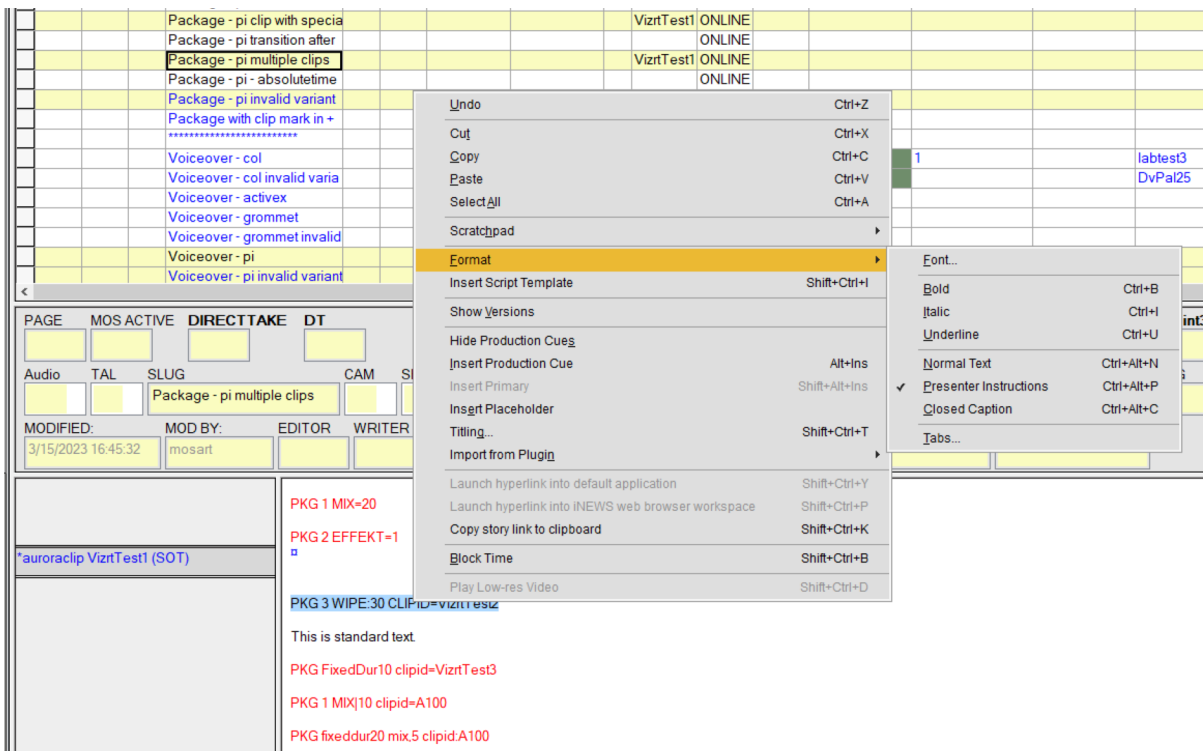 Package - pi clip with specia VizrtTest1 ONLINE
Package - pi transition after ONLINE
Package - pi multiple clips VizrtTest1 ONLINE
Package - pi - absolutetime ONLINE
Package - pi invalid variant
Package with clip mark in +
*************************
Voiceover - col 1 labtest3
Voiceover - col invalid varia DvPal25
Voiceover - activex
Voiceover - grommet
Voiceover - grommet invalid
Voiceover - pi
Voiceover - pi invalid variant
Undo Ctrl+Z
Cut Ctrl+X
Copy Ctrl+C
Paste Ctrl+V
Select All Ctrl+A
Scratchpad
Format
Insert Script Template Shift+Ctrl+I
Show Versions
Hide Production Cues
Insert Production Cue Alt+Ins
Insert Primary Shift+Alt+Ins
Insert Placeholder
Titling... Shift+Ctrl+T
Import from Plugin
Launch hyperlink into default application Shift+Ctrl+Y
Launch hyperlink into iNEWS web browser workspace Shift+Ctrl+P
Copy story link to clipboard Shift+Ctrl+K
Block Time Shift+Ctrl+B
Play Low-res Video Shift+Ctrl+D
Font...
Bold Ctrl+B
Italic Ctrl+I
Underline Ctrl+U
Normal Text Ctrl+Alt+N
✓ Presenter Instructions Ctrl+Alt+P
Closed Caption Ctrl+Alt+C
Tabs...
PAGE MOS ACTIVE DIRECTTAKE DT
Audio TAL SLUG CAM
Package - pi multiple clips
MODIFIED: MOD BY: EDITOR WRITER
3/15/2023 16:45:32 mosart
*auroraclip VizrtTest1 (SOT)
PKG 1 MIX=20
PKG 2 EFFEKT=1
PKG 3 WIPE:30 CLIPID=VizrtTest2
This is standard text.
PKG FixedDur10 clipid=VizrtTest3
PKG 1 MIX|10 clipid=A100
PKG fixeddur20 mix,5 clipid:A100